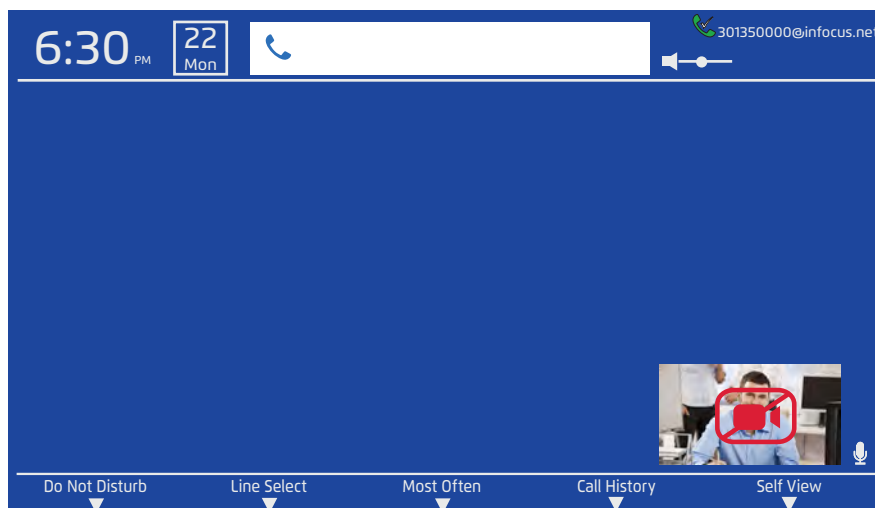 6:30 PM
22
Mon
301350000@infocus.net
Do Not Disturb
Line Select
Most Often
Call History
Self View